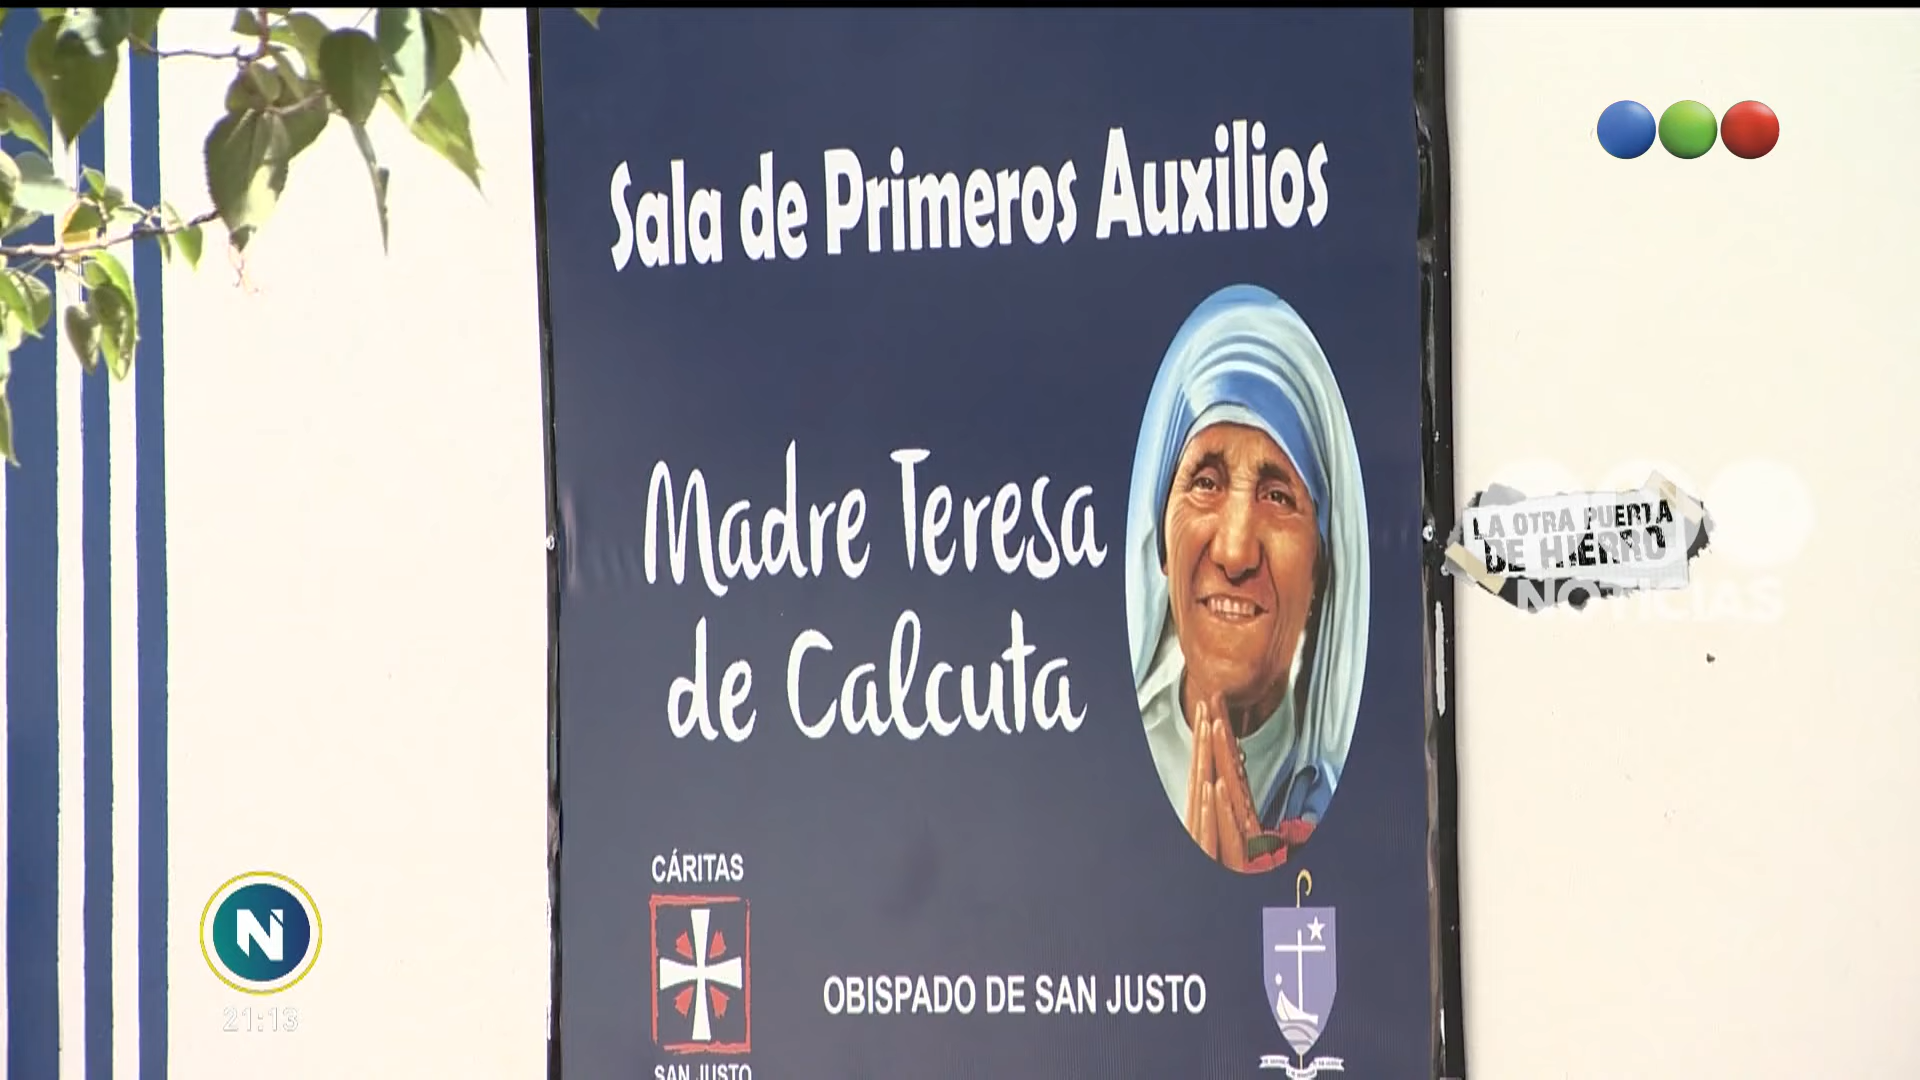 Sala de Primeros Auxilios
Madre Teresa
de Calcuta
LA OTRA PUERTA
DE HIERRO
NOTICIAS
CÁRITAS
OBISPADO DE SAN JUSTO
SAN JUSTO
N
21:13